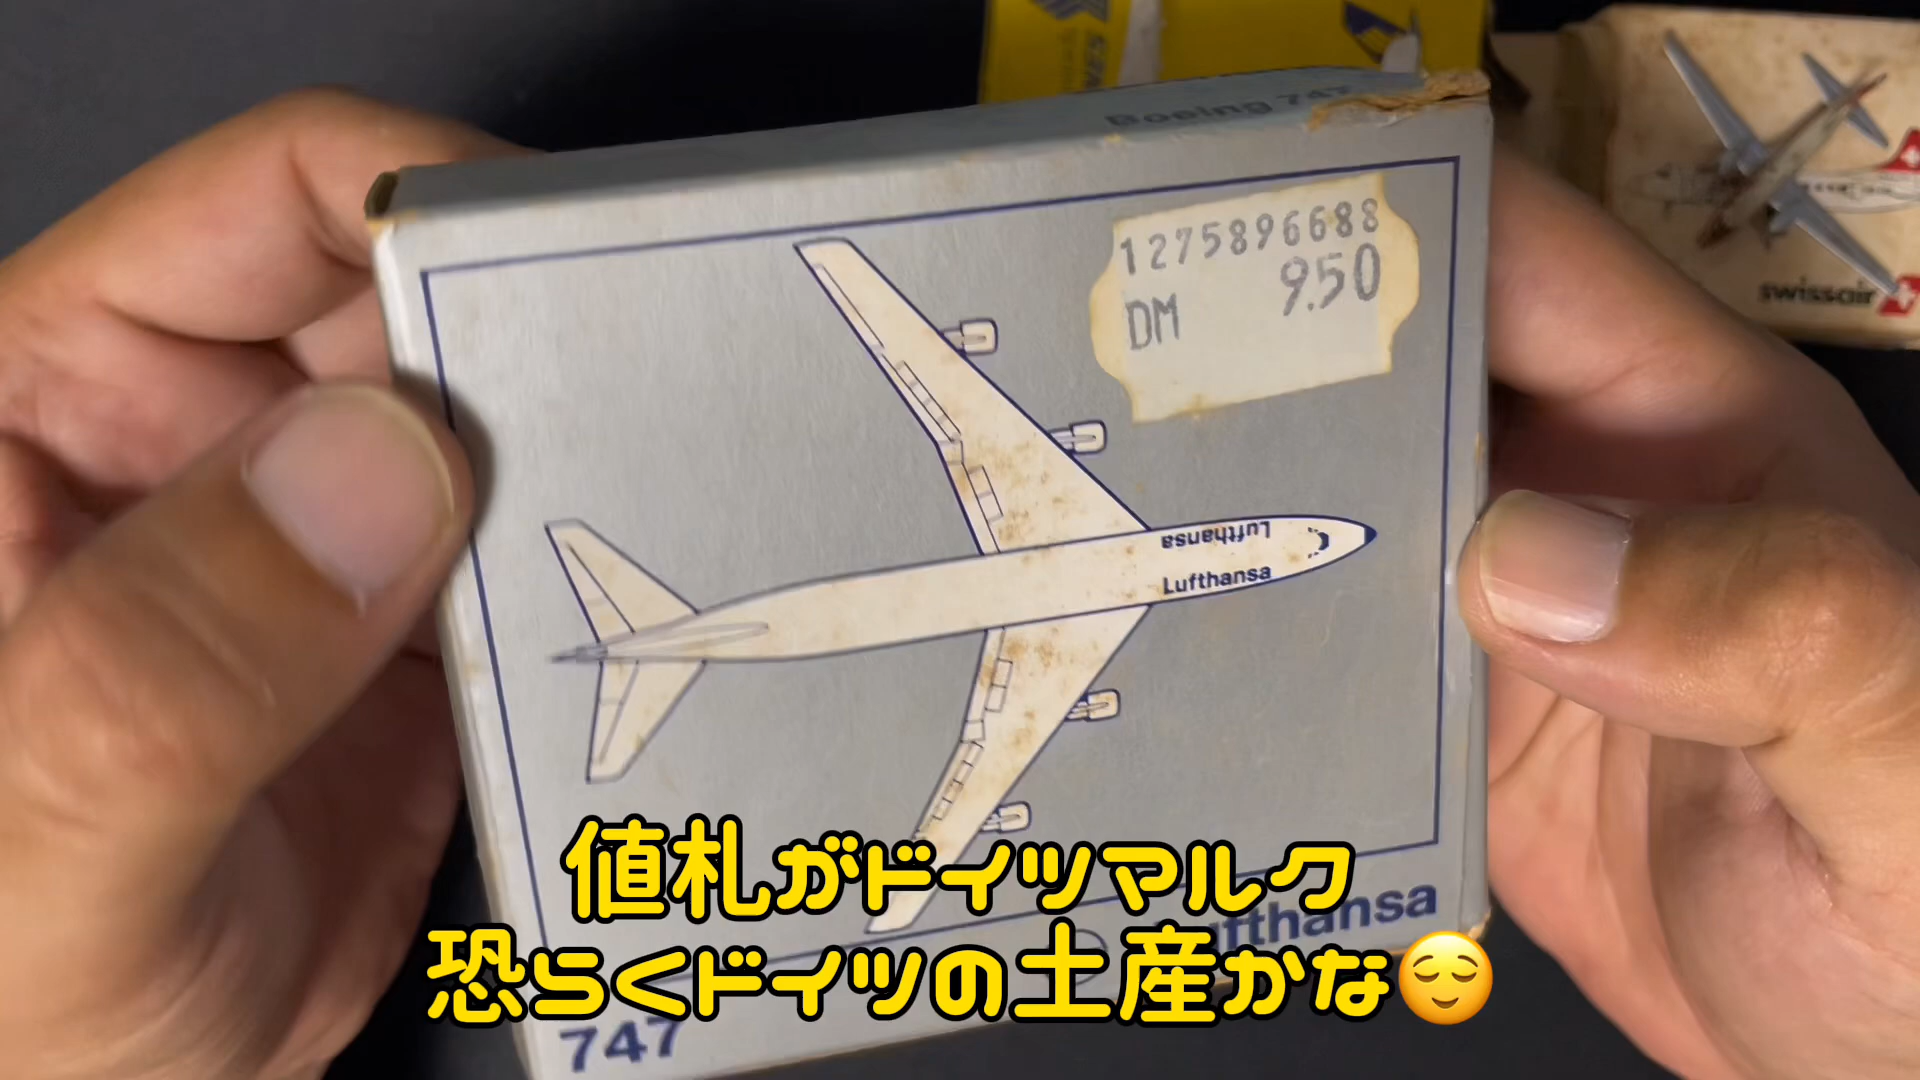 Boeing 747
1275896688
DM 9.50
Lufthansa
Lufthansa
swissair
値札がドイツマルク
恐らくドイツの土産かな😌
Lufthansa
747